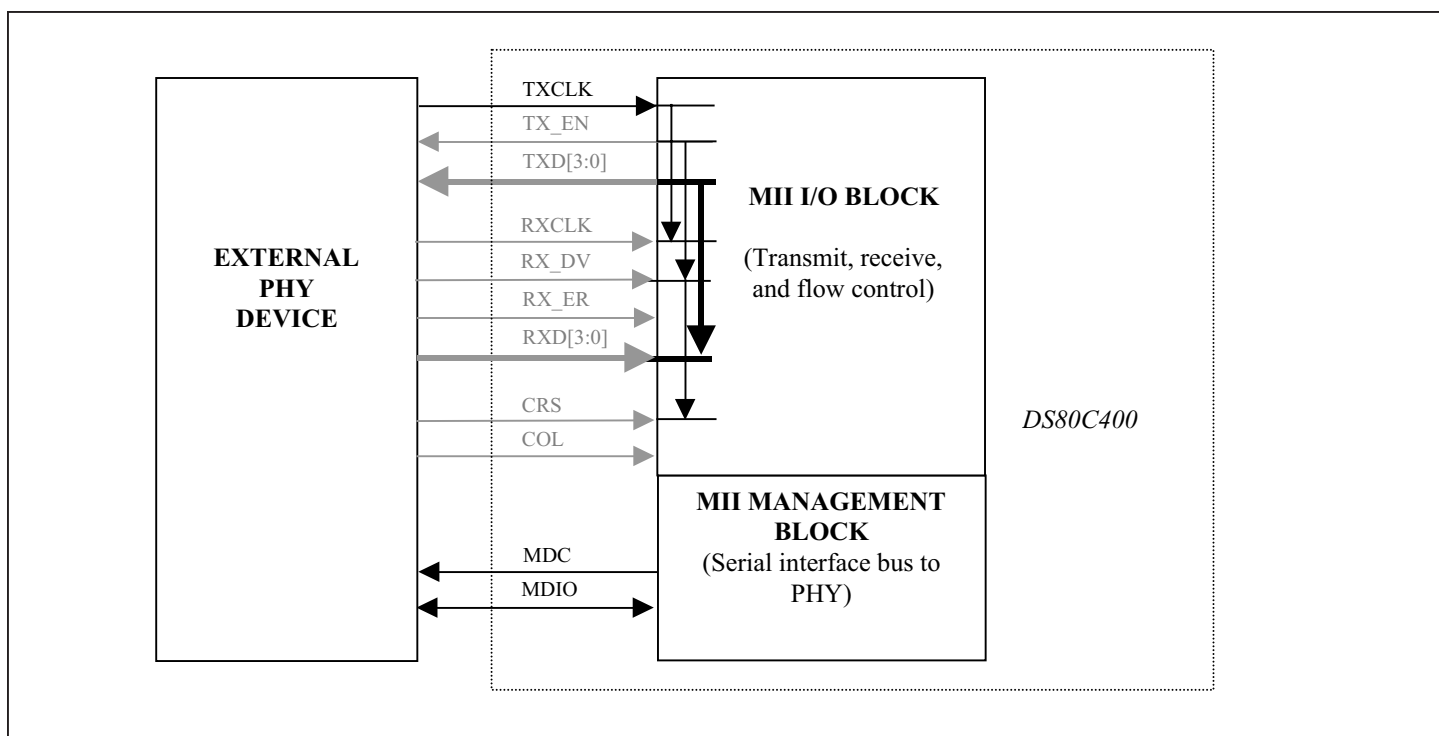 EXTERNAL
PHY
DEVICE
TXCLK
TX_EN
TXD[3:0]
RXCLK
RX_DV
RX_ER
RXD[3:0]
CRS
COL
MDC
MDIO
MII I/O BLOCK
(Transmit, receive,
and flow control)
MII MANAGEMENT
BLOCK
(Serial interface bus to
PHY)
DS80C400